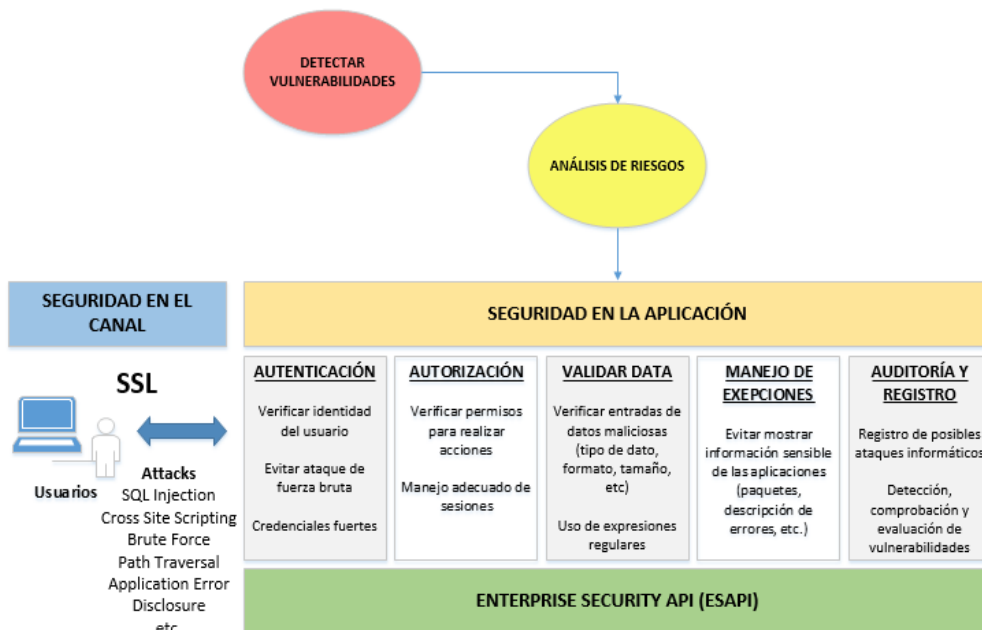 DETECTAR
VULNERABILIDADES
ANÁLISIS DE RIESGOS
SEGURIDAD EN EL
CANAL
SEGURIDAD EN LA APLICACIÓN
SSL
Usuarios
Attacks
SQL Injection
Cross Site Scripting
Brute Force
Path Traversal
Application Error
Disclosure
etc
AUTENTICACIÓN
Verificar identidad
del usuario
Evitar ataque de
fuerza bruta
Credenciales fuertes
AUTORIZACIÓN
Verificar permisos
para realizar
acciones
Manejo adecuado de
sesiones
VALIDAR DATA
Verificar entradas de
datos maliciosas
(tipo de dato,
formato, tamaño,
etc)
Uso de expresiones
regulares
MANEJO DE
EXEPCIONES
Evitar mostrar
información sensible
de las aplicaciones
(paquetes,
descripción de
errores, etc.)
AUDITORÍA Y
REGISTRO
Registro de posibles
ataques informáticos
Detección,
comprobación y
evaluación de
vulnerabilidades
ENTERPRISE SECURITY API (ESAPI)